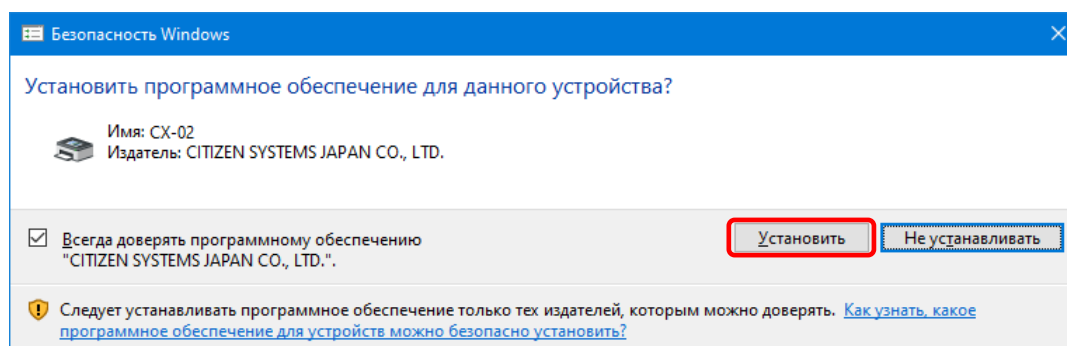 Безопасность Windows
Установить программное обеспечение для данного устройства?
Имя: CX-02
Издатель: CITIZEN SYSTEMS JAPAN CO., LTD.
Всегда доверять программному обеспечению
"CITIZEN SYSTEMS JAPAN CO., LTD.".
Установить
Не устанавливать
Следует устанавливать программное обеспечение только тех издателей, которым можно доверять. Как узнать, какое
программное обеспечение для устройств можно безопасно установить?